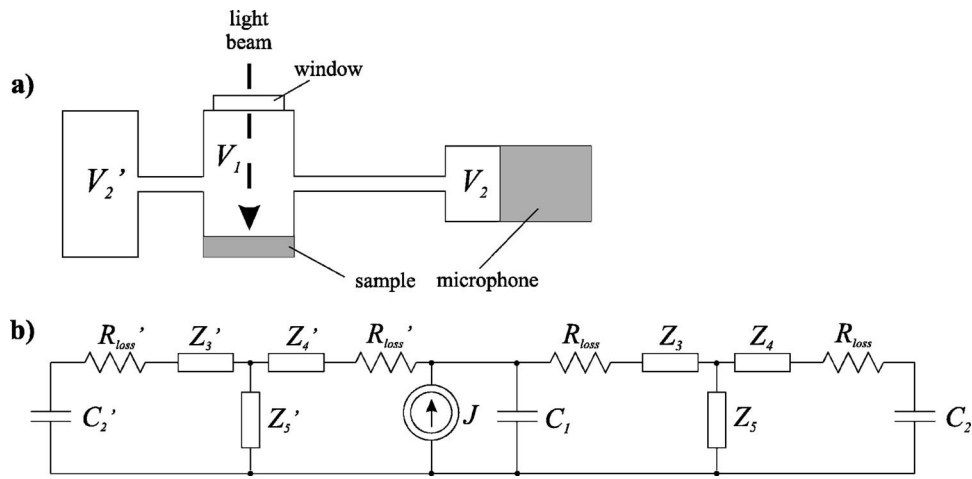 a)
light
beam
window
V1
V2’
V2
sample
microphone
b)
Rloss’ Z3’ Z4’ Rloss’ Rloss Z3 Z4 Rloss
C2’ Z5’ J C1 Z5 C2